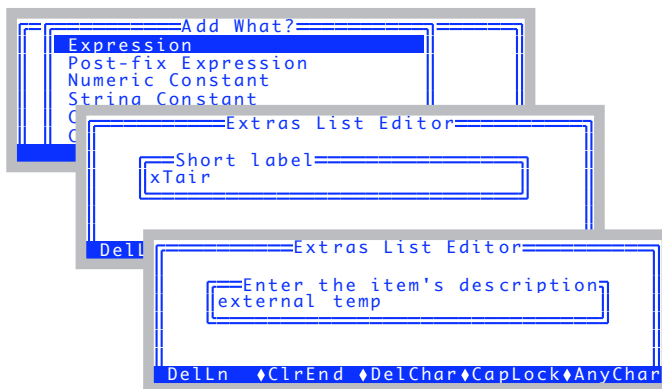 Add What?
Expression
Post-fix Expression
Numeric Constant
String Constant
Extras List Editor
Short label
xTair
Extras List Editor
Enter the item's description
external temp
DelLn ♦ClrEnd ♦DelChar♦CapLock♦AnyChar